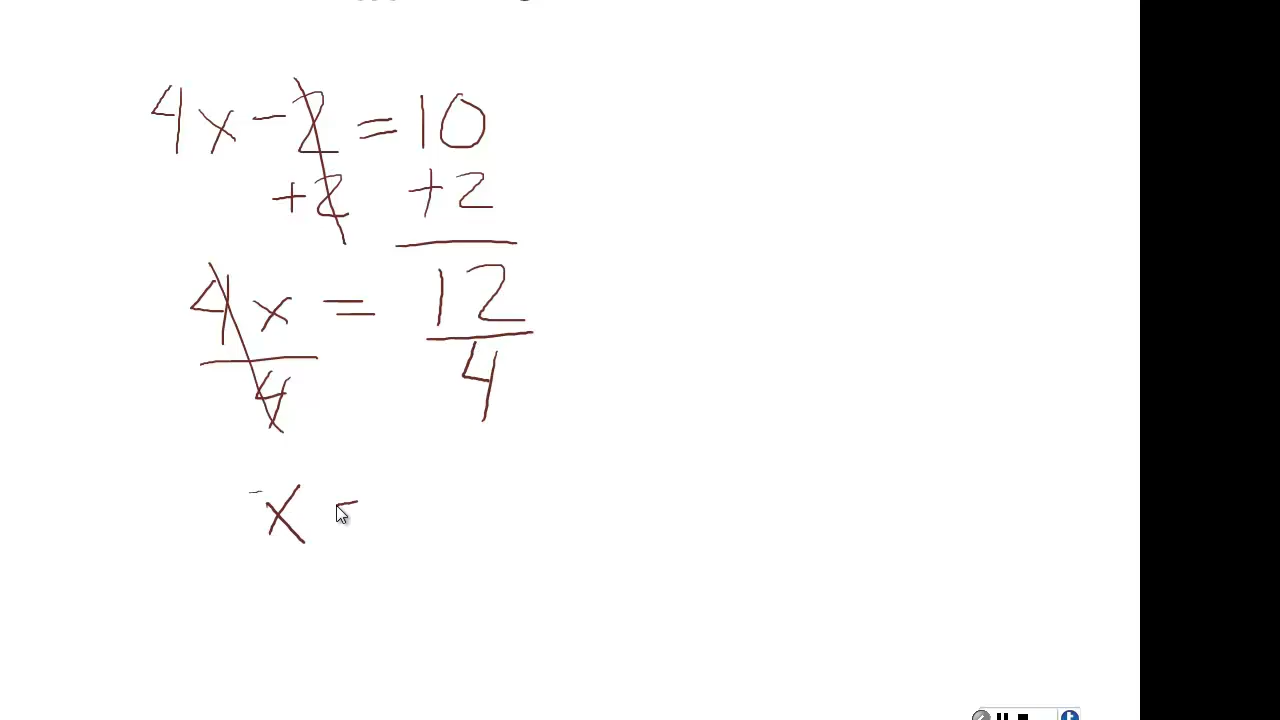 4x - 2 = 10
+2 +2
4x = 12
4 4
x